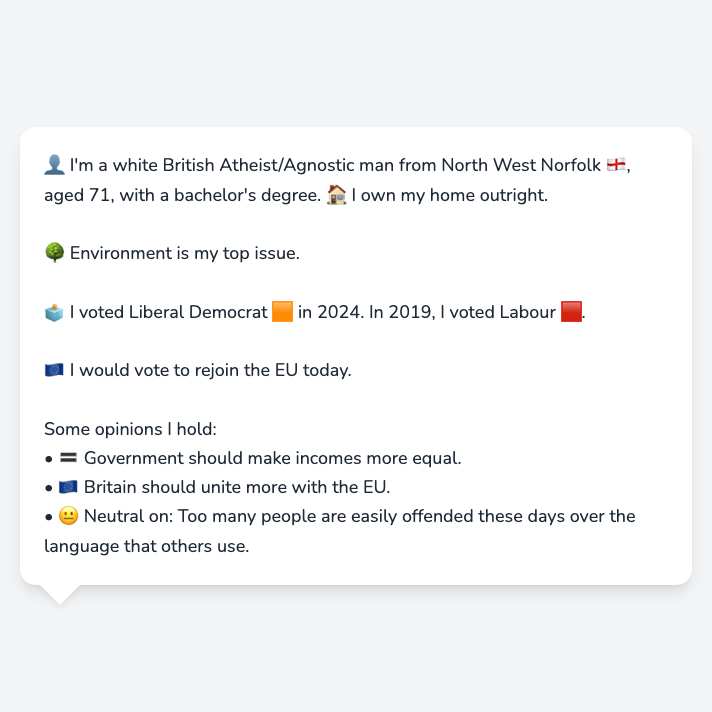 👤 I'm a white British Atheist/Agnostic man from North West Norfolk 🏴󠁧󠁢󠁥󠁮󠁧󠁿,
aged 71, with a bachelor's degree. 🏠 I own my home outright.
🌳 Environment is my top issue.
🗳️ I voted Liberal Democrat 🟧 in 2024. In 2019, I voted Labour 🟥.
🇪🇺 I would vote to rejoin the EU today.
Some opinions I hold:
• 🟰 Government should make incomes more equal.
• 🇪🇺 Britain should unite more with the EU.
• 😐 Neutral on: Too many people are easily offended these days over the
language that others use.